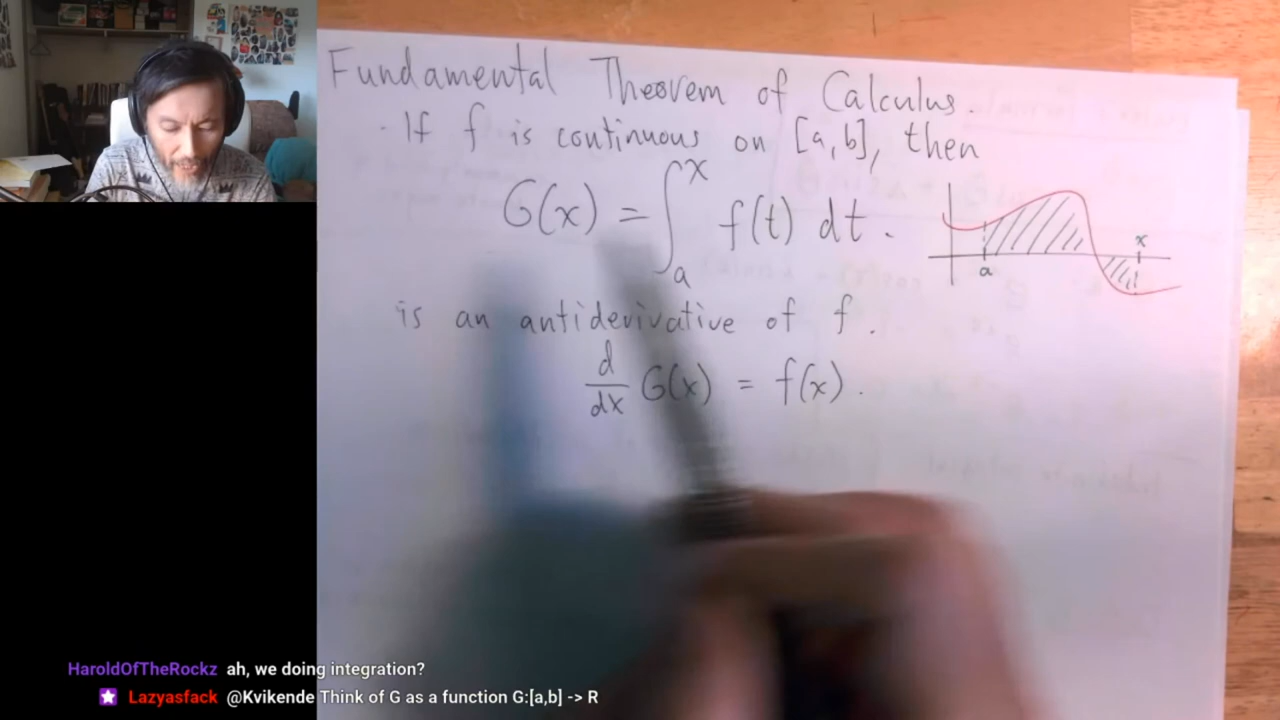 Fundamental Theorem of Calculus.
· If f is continuous on [a,b], then
G(x) = ∫_a^x f(t) dt.
a
x
is an antiderivative of f.
d/dx G(x) = f(x).
HaroldOfTheRockz ah, we doing integration?
Lazyasfack @Kvikende Think of G as a function G:[a,b] -> R